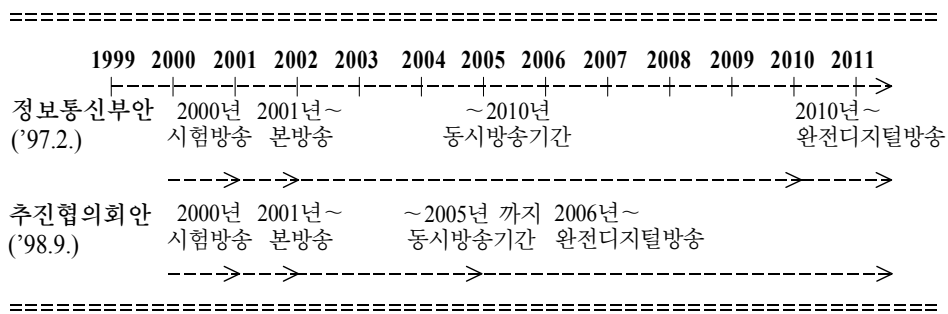 1999 2000 2001 2002 2003 2004 2005 2006 2007 2008 2009 2010 2011
정보통신부안 2000년 2001년～ ～2010년 2010년～
('97.2.) 시험방송 본방송 동시방송기간 완전디지털방송
추진협의회안 2000년 2001년～ ～2005년 까지 2006년～
('98.9.) 시험방송 본방송 동시방송기간 완전디지털방송